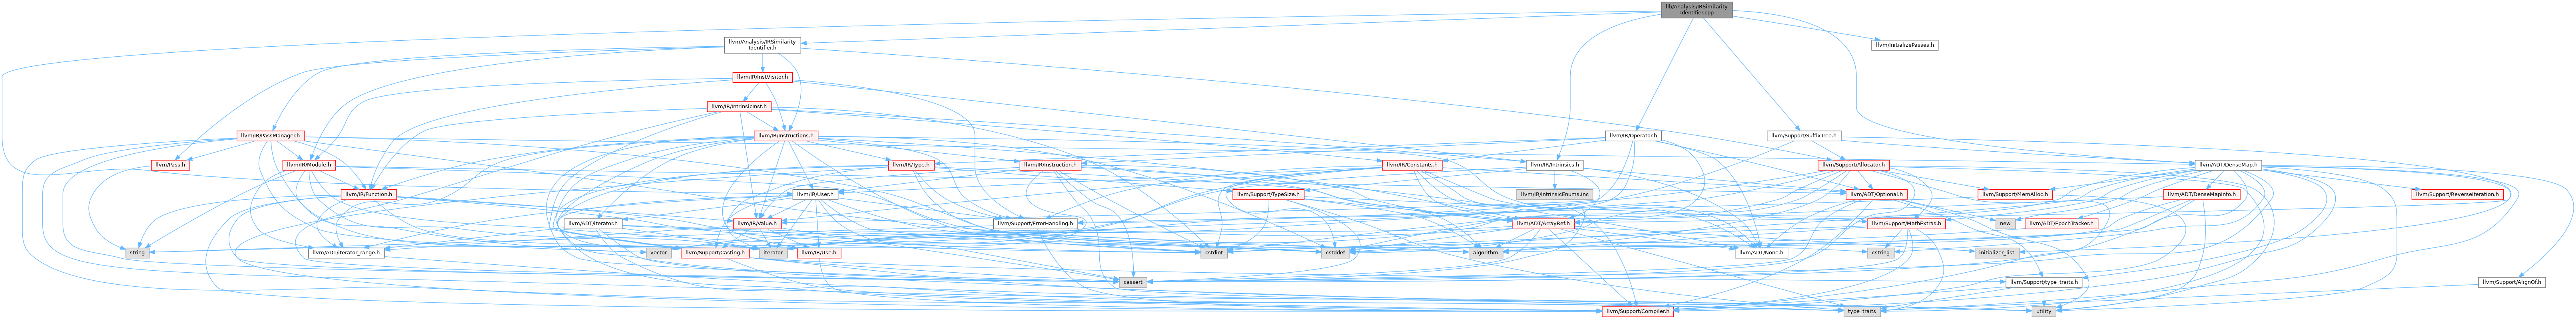 lib/Analysis/IRSimilarity
Identifier.cpp
llvm/Analysis/IRSimilarity
Identifier.h
llvm/InitializePasses.h
llvm/IR/InstVisitor.h
llvm/IR/IntrinsicInst.h
llvm/IR/PassManager.h
llvm/IR/Instructions.h
llvm/IR/Operator.h
llvm/Support/SuffixTree.h
llvm/Pass.h
llvm/IR/Module.h
llvm/IR/Type.h
llvm/IR/Instruction.h
llvm/IR/Constants.h
llvm/IR/Intrinsics.h
llvm/Support/Allocator.h
llvm/ADT/DenseMap.h
llvm/IR/Function.h
llvm/IR/User.h
llvm/Support/TypeSize.h
llvm/IR/IntrinsicEnums.inc
llvm/ADT/Optional.h
llvm/Support/MemAlloc.h
llvm/ADT/DenseMapInfo.h
llvm/Support/ReverseIteration.h
llvm/ADT/iterator.h
llvm/IR/Value.h
llvm/Support/ErrorHandling.h
llvm/ADT/ArrayRef.h
llvm/Support/MathExtras.h
new
llvm/ADT/EpochTracker.h
string
llvm/ADT/iterator_range.h
vector
llvm/Support/Casting.h
iterator
llvm/IR/Use.h
cstdint
cstddef
algorithm
llvm/ADT/None.h
cstring
initializer_list
cassert
llvm/Support/type_traits.h
llvm/Support/AlignOf.h
llvm/Support/Compiler.h
type_traits
utility